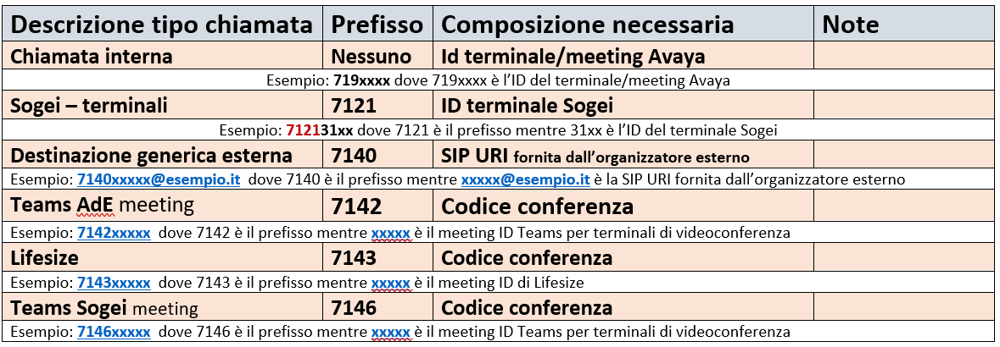 Descrizione tipo chiamata Prefisso Composizione necessaria Note
Chiamata interna Nessuno Id terminale/meeting Avaya
Esempio: 719xxxx dove 719xxxx è l'ID del terminale/meeting Avaya
Sogei – terminali 7121 ID terminale Sogei
Esempio: 712131xx dove 7121 è il prefisso mentre 31xx è l'ID del terminale Sogei
Destinazione generica esterna 7140 SIP URI fornita dall'organizzatore esterno
Esempio: 7140xxxxx@esempio.it dove 7140 è il prefisso mentre xxxxx@esempio.it è la SIP URI fornita dall'organizzatore esterno
Teams AdE meeting 7142 Codice conferenza
Esempio: 7142xxxxx dove 7142 è il prefisso mentre xxxxx è il meeting ID Teams per terminali di videoconferenza
Lifesize 7143 Codice conferenza
Esempio: 7143xxxxx dove 7143 è il prefisso mentre xxxxx è il meeting ID di Lifesize
Teams Sogei meeting 7146 Codice conferenza
Esempio: 7146xxxxx dove 7146 è il prefisso mentre xxxxx è il meeting ID Teams per terminali di videoconferenza